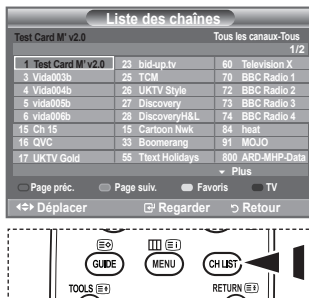 Liste des chaînes
Test Card M' v2.0 Tous les canaux-Tous
1/2
1 Test Card M' v2.0 23 bid-up.tv 60 Television X
3 Vida003b 25 TCM 70 BBC Radio 1
4 Vida004b 26 UKTV Style 72 BBC Radio 2
5 vida005b 27 Discovery 73 BBC Radio 3
6 vida006b 28 DiscoveryH&L 74 BBC Radio 4
15 Ch 15 15 Cartoon Nwk 84 heat
16 QVC 33 Boomerang 91 MOJO
17 UKTV Gold 55 Ttext Holidays 800 ARD-MHP-Data
Plus
Page préc. Page suiv. Favoris TV
Déplacer Regarder Retour
GUIDE MENU CH LIST
TOOLS RETURN